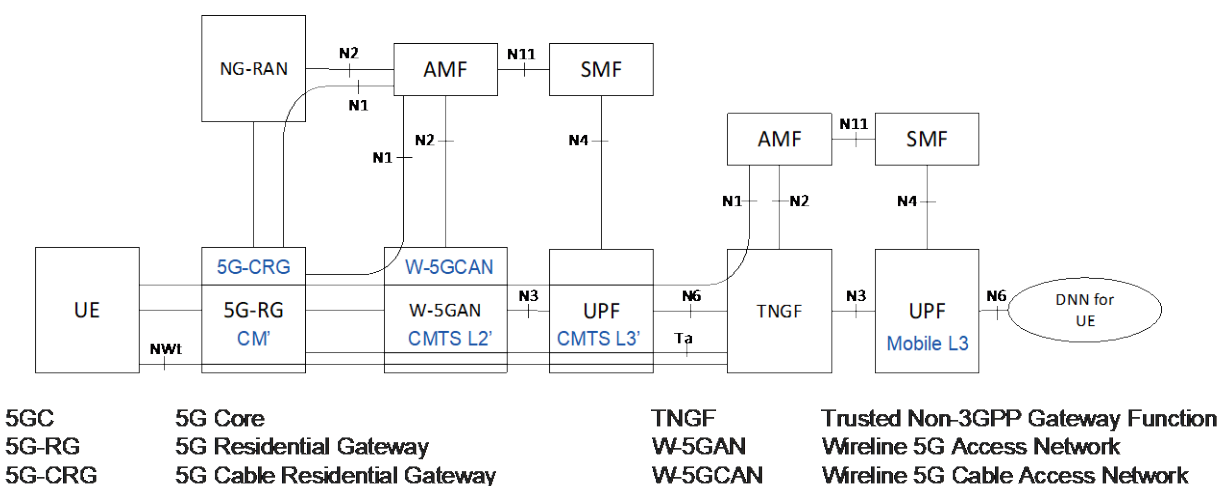 N2
N11
NG-RAN
AMF
SMF
N1
N11
AMF
SMF
N2
N4
N1
N1
N2
N4
5G-CRG
W-5GCAN
UE
5G-RG
W-5GAN
N3
UPF
N6
TNGF
N3
UPF
N6
DNN for
UE
CM'
CMTS L2'
CMTS L3'
Ta
Mobile L3
NWt
5GC 5G Core TNGF Trusted Non-3GPP Gateway Function
5G-RG 5G Residential Gateway W-5GAN Wireline 5G Access Network
5G-CRG 5G Cable Residential Gateway W-5GCAN Wireline 5G Cable Access Network